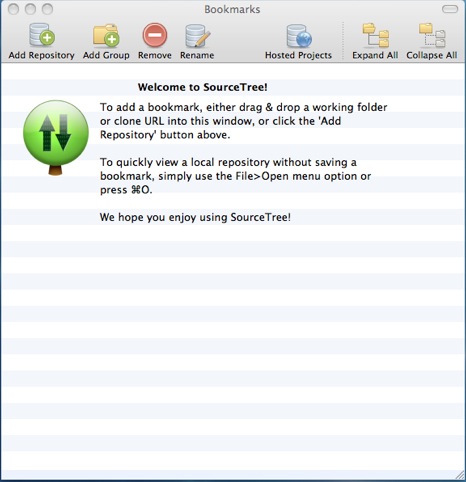 Bookmarks
Add Repository Add Group Remove Rename Hosted Projects Expand All Collapse All
Welcome to SourceTree!
To add a bookmark, either drag & drop a working folder
or clone URL into this window, or click the 'Add
Repository' button above.
To quickly view a local repository without saving a
bookmark, simply use the File>Open menu option or
press ⌘O.
We hope you enjoy using SourceTree!